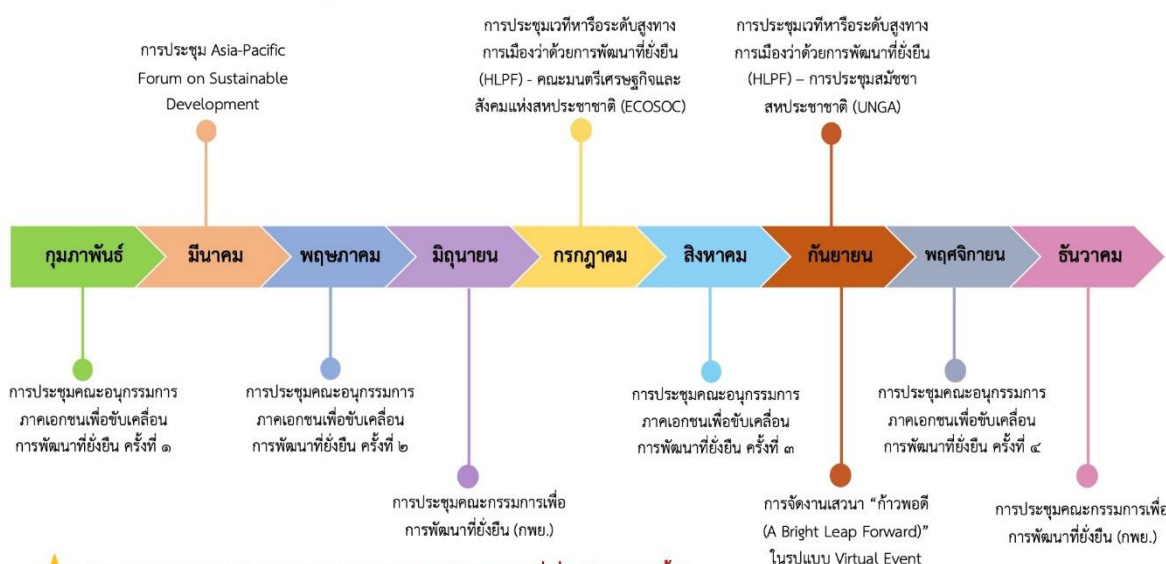 การประชุม Asia-Pacific
Forum on Sustainable
Development
การประชุมเวทีหารือระดับสูงทาง
การเมืองว่าด้วยการพัฒนาที่ยั่งยืน
(HLPF) - คณะมนตรีเศรษฐกิจและ
สังคมแห่งสหประชาชาติ (ECOSOC)
การประชุมเวทีหารือระดับสูงทาง
การเมืองว่าด้วยการพัฒนาที่ยั่งยืน
(HLPF) – การประชุมสมัชชา
สหประชาชาติ (UNGA)
กุมภาพันธ์
มีนาคม
พฤษภาคม
มิถุนายน
กรกฎาคม
สิงหาคม
กันยายน
พฤศจิกายน
ธันวาคม
การประชุมคณะอนุกรรมการ
ภาคเอกชนเพื่อขับเคลื่อน
การพัฒนาที่ยั่งยืน ครั้งที่ ๑
การประชุมคณะอนุกรรมการ
ภาคเอกชนเพื่อขับเคลื่อน
การพัฒนาที่ยั่งยืน ครั้งที่ ๒
การประชุมคณะกรรมการเพื่อ
การพัฒนาที่ยั่งยืน (กพย.)
การประชุมคณะอนุกรรมการ
ภาคเอกชนเพื่อขับเคลื่อน
การพัฒนาที่ยั่งยืน ครั้งที่ ๓
การจัดงานเสวนา “ก้าวพอดี
(A Bright Leap Forward)”
ในรูปแบบ Virtual Event
การประชุมคณะอนุกรรมการ
ภาคเอกชนเพื่อขับเคลื่อน
การพัฒนาที่ยั่งยืน ครั้งที่ ๔
การประชุมคณะกรรมการเพื่อ
การพัฒนาที่ยั่งยืน (กพย.)